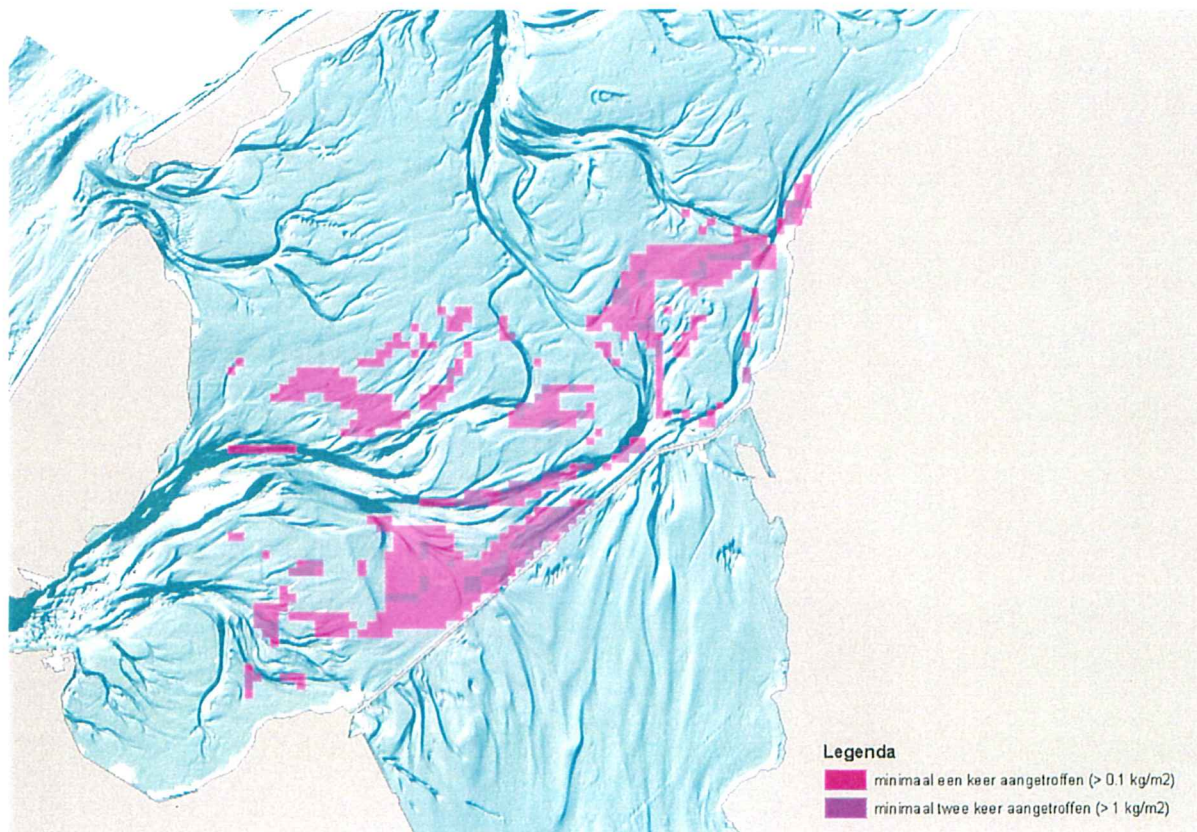 Legenda
minimaal een keer aangetroffen (> 0.1 kg/m2)
minimaal twee keer aangetroffen (> 1 kg/m2)